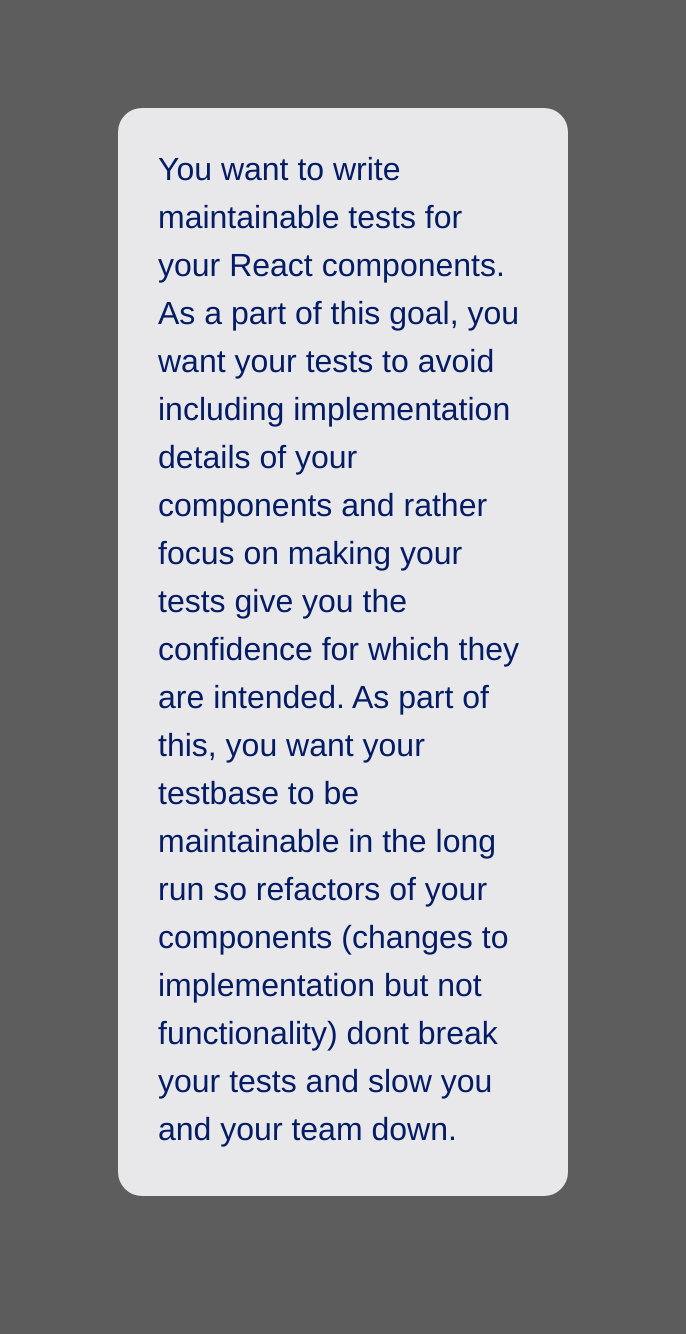 You want to write
maintainable tests for
your React components.
As a part of this goal, you
want your tests to avoid
including implementation
details of your
components and rather
focus on making your
tests give you the
confidence for which they
are intended. As part of
this, you want your
testbase to be
maintainable in the long
run so refactors of your
components (changes to
implementation but not
functionality) dont break
your tests and slow you
and your team down.